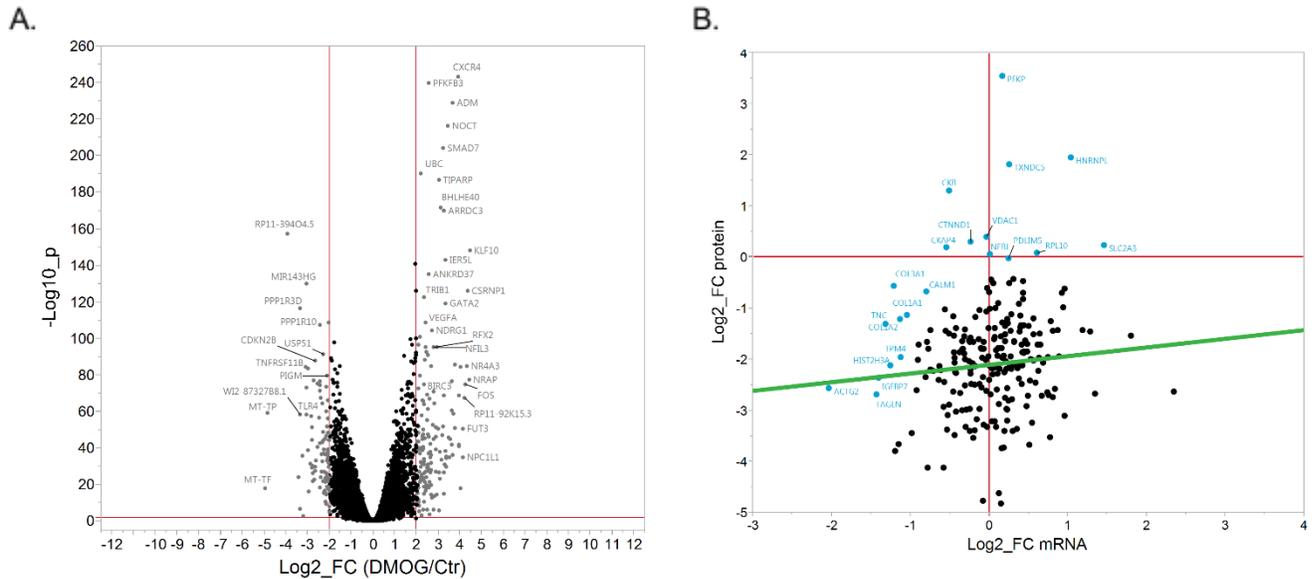 A.
B.
260
240
220
200
180
160
140
120
100
80
60
40
20
0
-Log10_p
CXCR4
PFKFB3
ADM
NOCT
SMAD7
UBC
TIPARP
BHLHE40
ARRDC3
RP11-394O4.5
KLF10
IER5L
MIR143HG
ANKRD37
TRIB1
CSRNP1
PPP1R3D
GATA2
PPP1R10
VEGFA
NDRG1
RFX2
CDKN2B
USP51
NFIL3
TNFRSF11B
NR4A3
PIGM
BIRC3
NRAP
WI2-87327B8.1
FOS
MT-TP
TLR4
RP11-92K15.3
FUT3
NPC1L1
MT-TF
-12 -10 -9 -8 -7 -6 -5 -4 -3 -2 -1 0 1 2 3 4 5 6 7 8 9 10 12
Log2_FC (DMOG/Ctr)
4
3
2
1
0
-1
-2
-3
-4
-5
Log2_FC protein
PFKP
HNRNPL
TXNDC5
CKB
CTNND1
VDAC1
CKAP4
NEBL
PDLIM5
RPL10
SLC2A3
COL3A1
CALM1
COL1A1
TNC
COL1A2
TPM4
HIST2H3A
IGFBP7
ACTG2
TAGLN
-3 -2 -1 0 1 2 3 4
Log2_FC mRNA